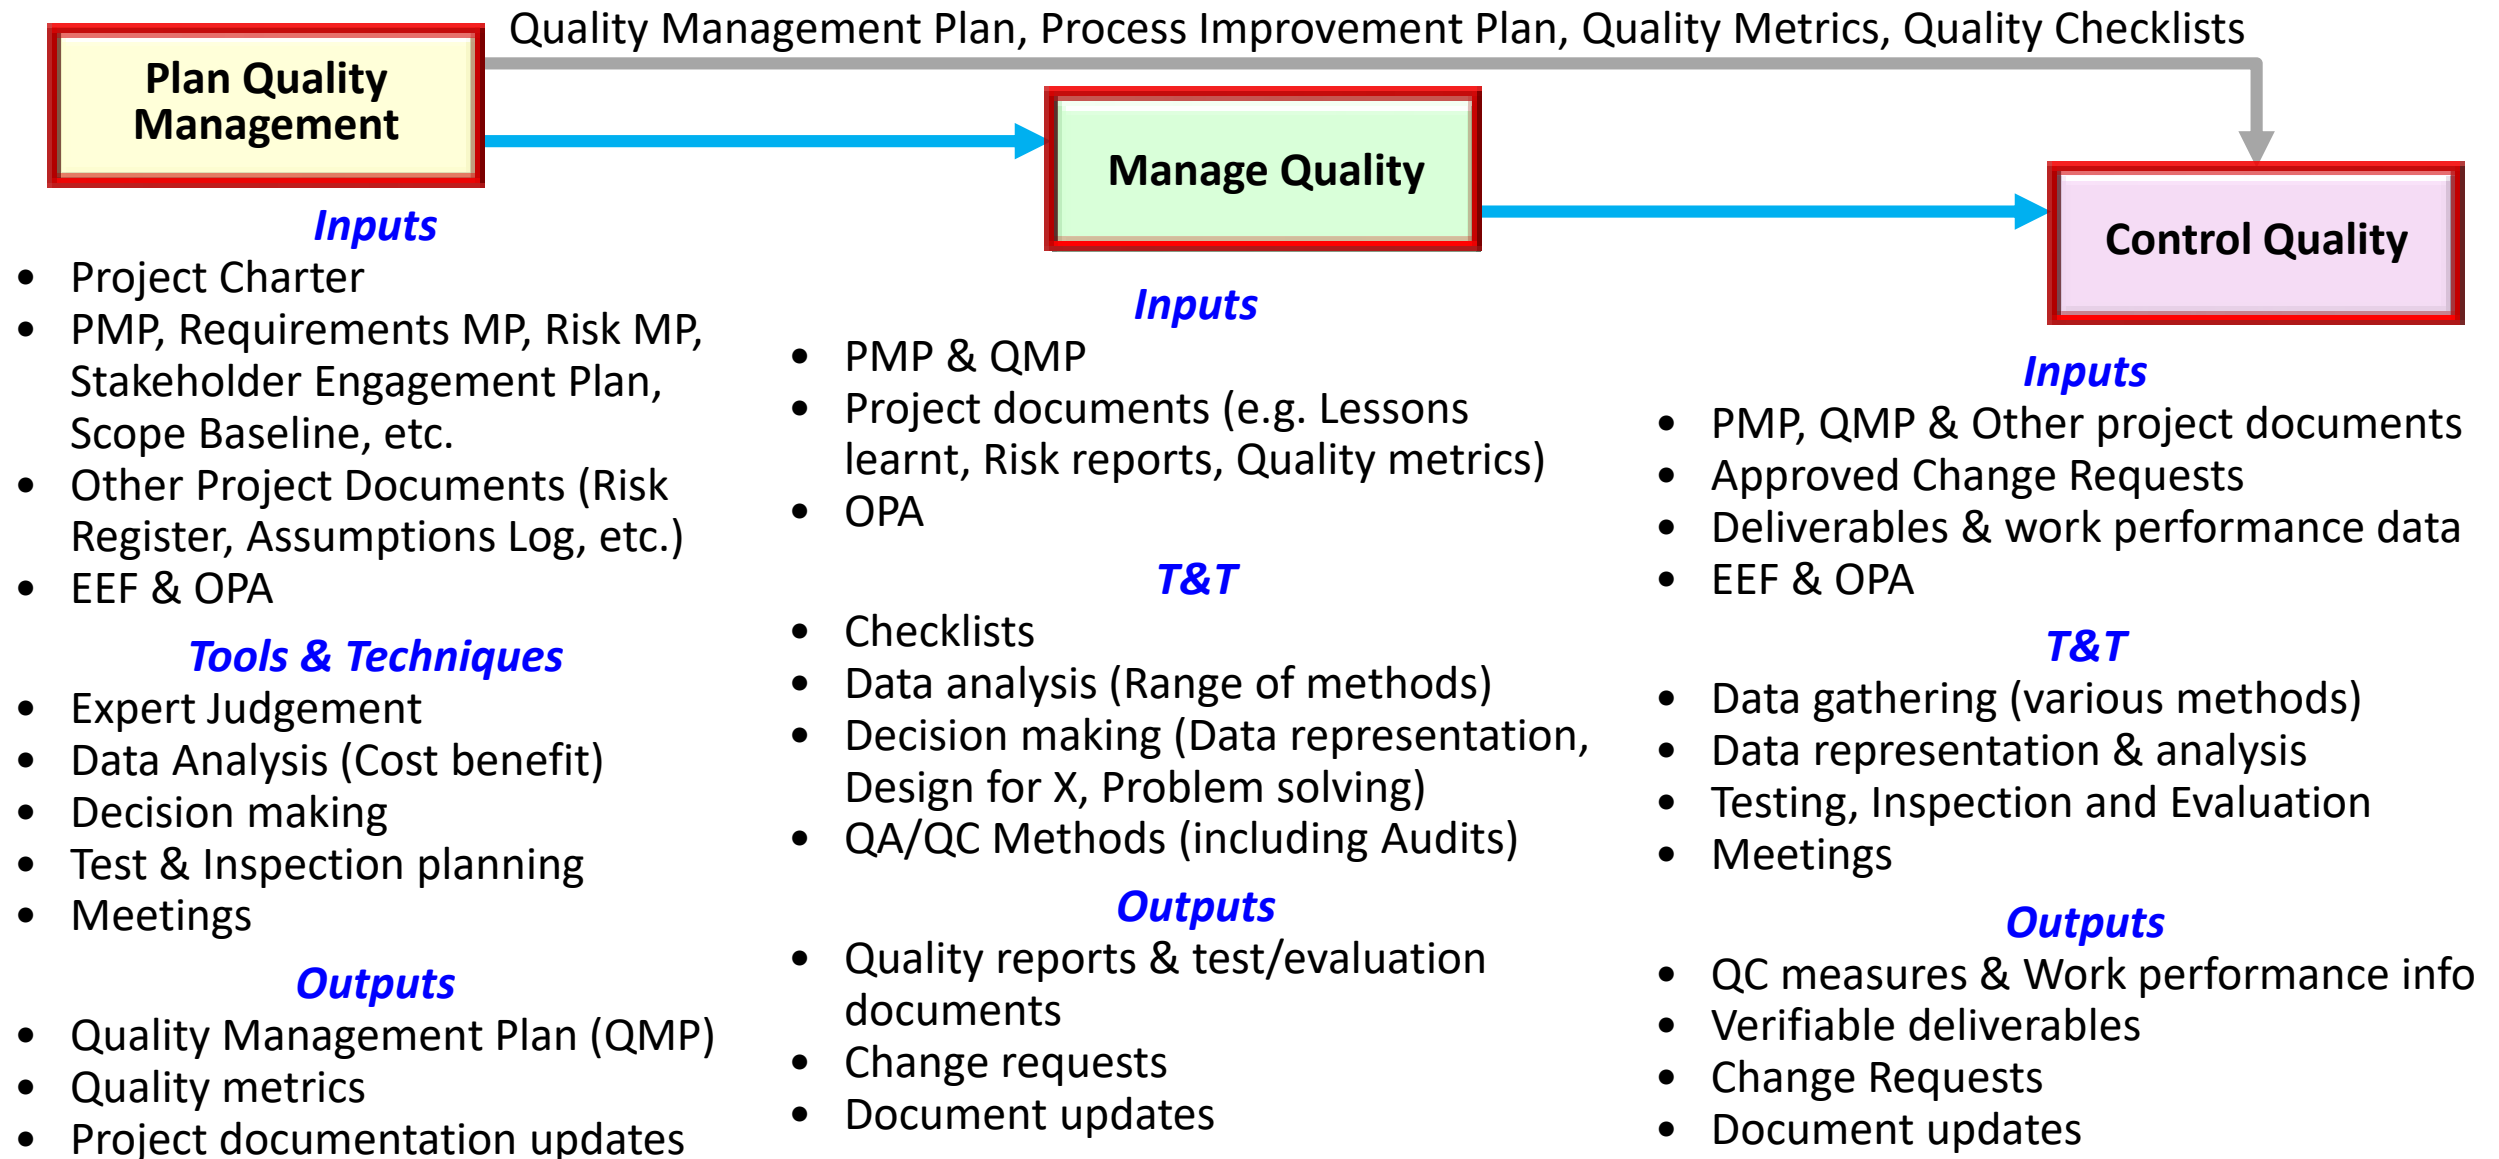 Quality Management Plan, Process Improvement Plan, Quality Metrics, Quality Checklists
Plan Quality
Management
Inputs
• Project Charter
• PMP, Requirements MP, Risk MP,
Stakeholder Engagement Plan,
Scope Baseline, etc.
• Other Project Documents (Risk
Register, Assumptions Log, etc.)
• EEF & OPA
Tools & Techniques
• Expert Judgement
• Data Analysis (Cost benefit)
• Decision making
• Test & Inspection planning
• Meetings
Outputs
• Quality Management Plan (QMP)
• Quality metrics
• Project documentation updates
Manage Quality
Inputs
• PMP & QMP
• Project documents (e.g. Lessons
learnt, Risk reports, Quality metrics)
• OPA
T&T
• Checklists
• Data analysis (Range of methods)
• Decision making (Data representation,
Design for X, Problem solving)
• QA/QC Methods (including Audits)
Outputs
• Quality reports & test/evaluation
documents
• Change requests
• Document updates
Control Quality
Inputs
• PMP, QMP & Other project documents
• Approved Change Requests
• Deliverables & work performance data
• EEF & OPA
T&T
• Data gathering (various methods)
• Data representation & analysis
• Testing, Inspection and Evaluation
• Meetings
Outputs
• QC measures & Work performance info
• Verifiable deliverables
• Change Requests
• Document updates